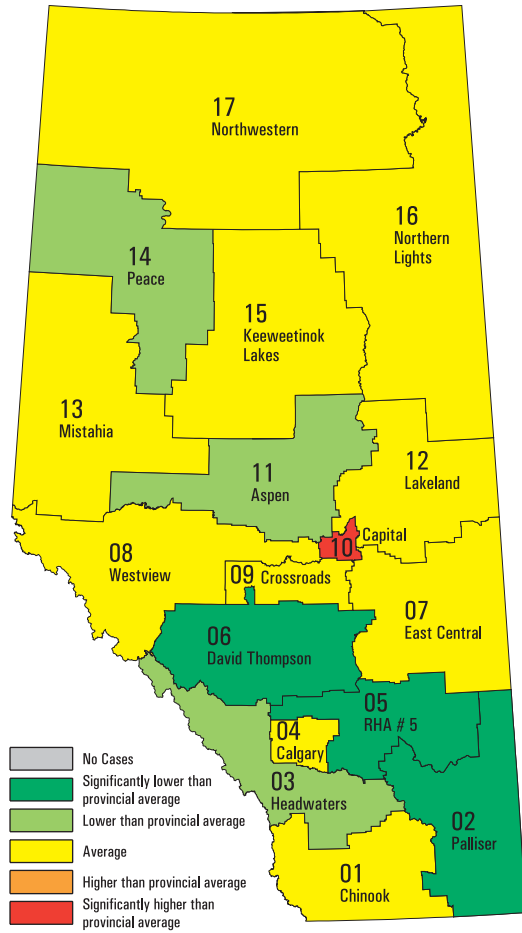 17
Northwestern
16
Northern
Lights
14
Peace
15
Keeweetinok
Lakes
13
Mistahia
12
Lakeland
11
Aspen
10
Capital
08
Westview
09 Crossroads
07
East Central
06
David Thompson
05
RHA # 5
04
Calgary
03
Headwaters
02
Palliser
01
Chinook
No Cases
Significantly lower than
provincial average
Lower than provincial average
Average
Higher than provincial average
Significantly higher than
provincial average